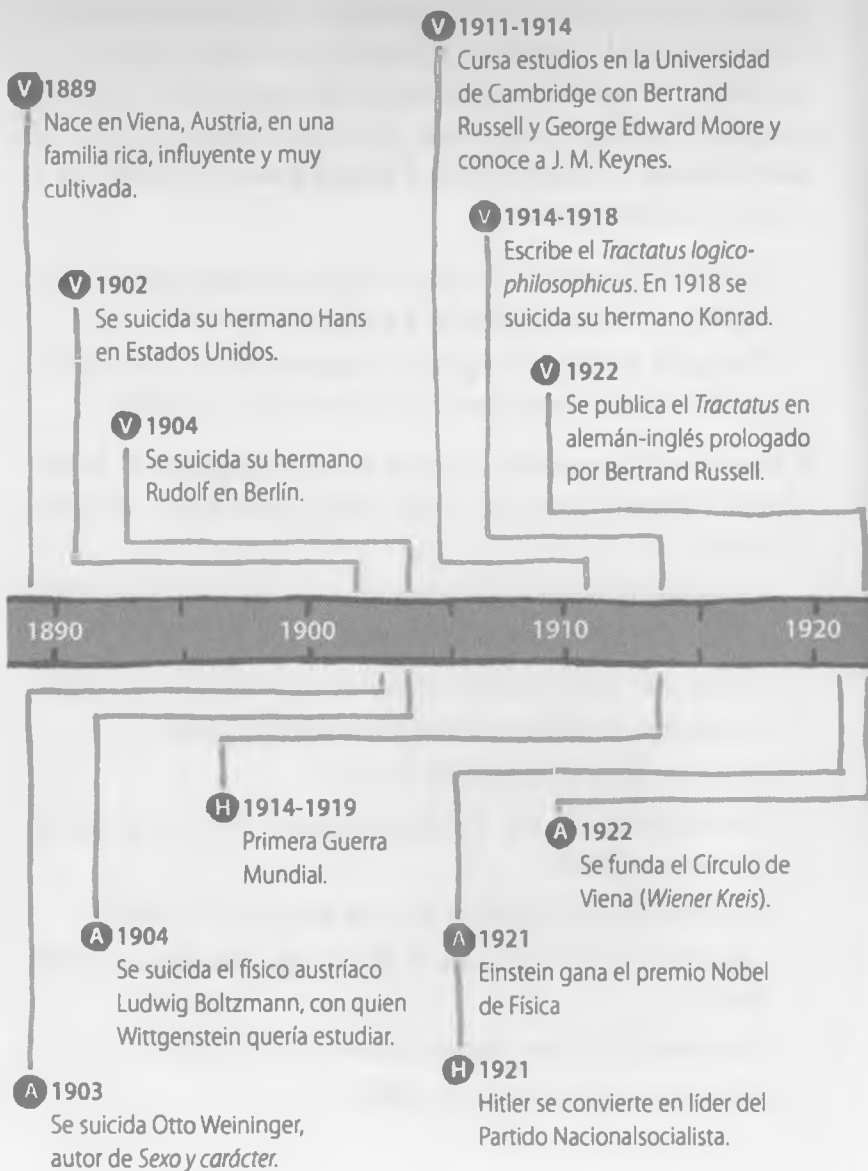 V 1911-1914
Cursa estudios en la Universidad
de Cambridge con Bertrand
Russell y George Edward Moore y
conoce a J. M. Keynes.
V 1889
Nace en Viena, Austria, en una
familia rica, influyente y muy
cultivada.
V 1914-1918
Escribe el Tractatus logico-
philosophicus. En 1918 se
suicida su hermano Konrad.
V 1902
Se suicida su hermano Hans
en Estados Unidos.
V 1922
Se publica el Tractatus en
alemán-inglés prologado
por Bertrand Russell.
V 1904
Se suicida su hermano
Rudolf en Berlín.
1890 1900 1910 1920
H 1914-1919
Primera Guerra
Mundial.
A 1922
Se funda el Círculo de
Viena (Wiener Kreis).
A 1904
Se suicida el físico austríaco
Ludwig Boltzmann, con quien
Wittgenstein quería estudiar.
A 1921
Einstein gana el premio Nobel
de Física
H 1921
Hitler se convierte en líder del
Partido Nacionalsocialista.
A 1903
Se suicida Otto Weininger,
autor de Sexo y carácter.